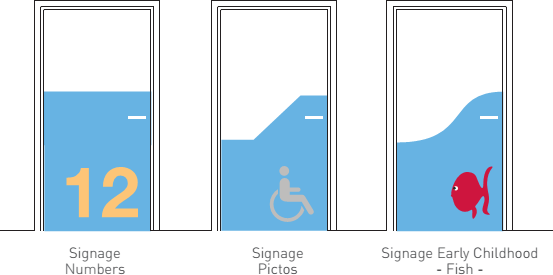 12
Signage
Numbers
Signage
Pictos
Signage Early Childhood
- Fish -